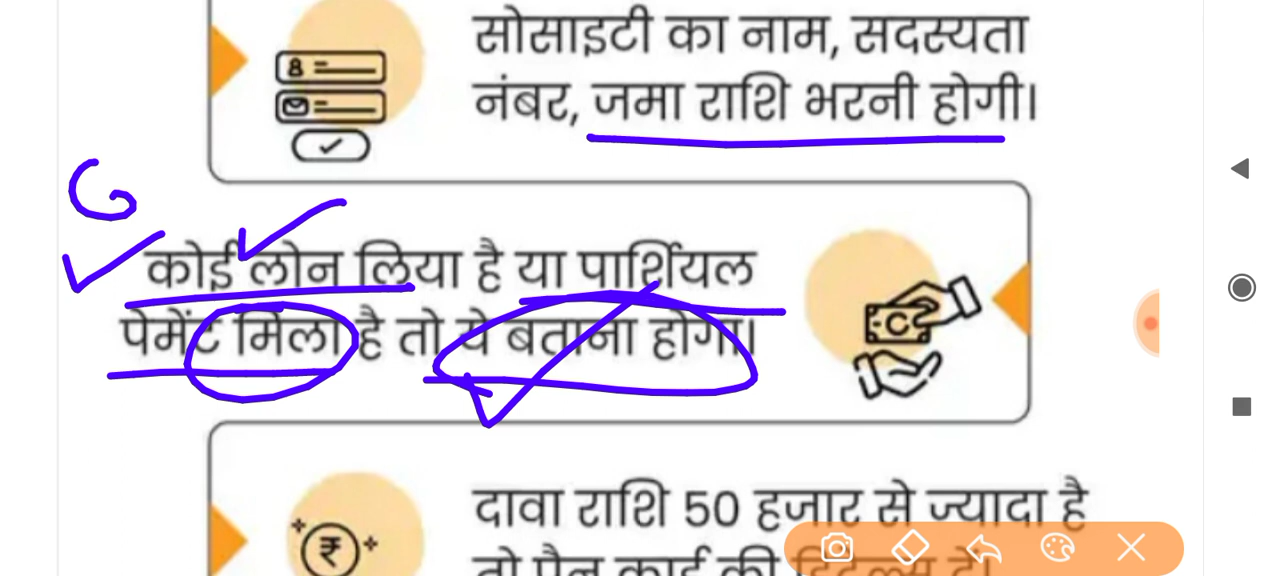 सोसाइटी का नाम, सदस्यता
नंबर, जमा राशि भरनी होगी।
कोई लोन लिया है या पार्शियल
पेमेंट मिला है तो ये बताना होगा।
दावा राशि 50 हजार से ज्यादा है
तो पैन कार्ड की डिटेल्स दें।